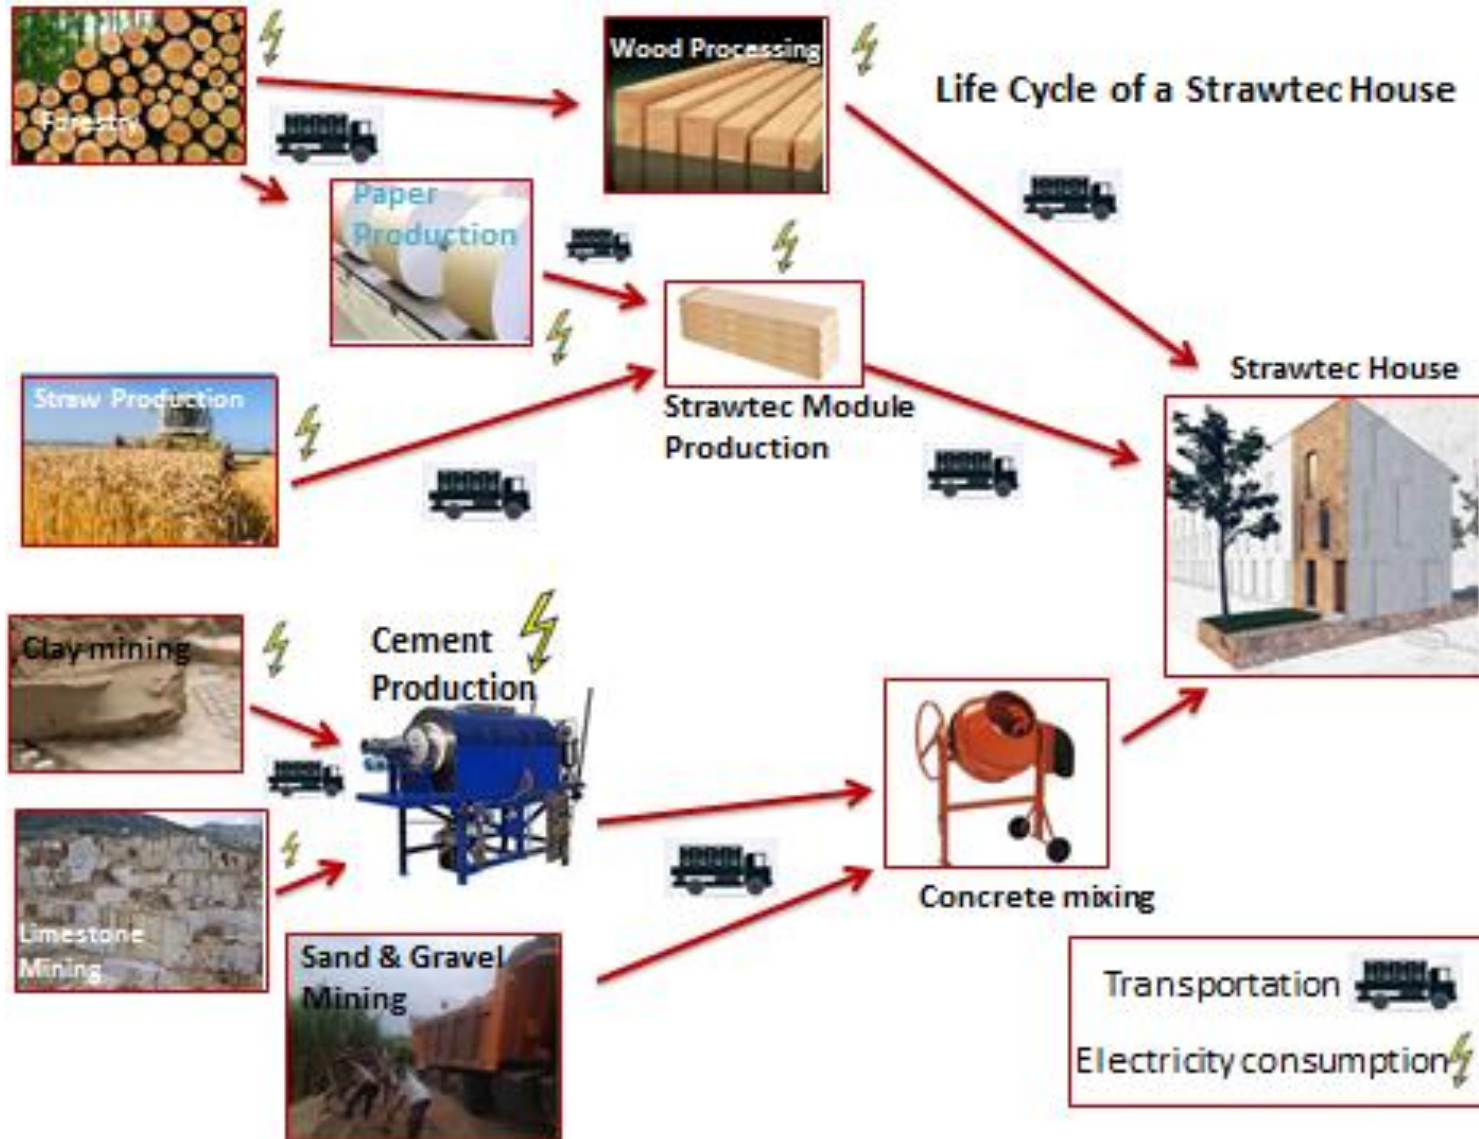 Forestry
Wood Processing
Life Cycle of a Strawtec House
Paper
Production
Straw Production
Strawtec Module
Production
Strawtec House
Clay mining
Cement
Production
Limestone
Mining
Sand & Gravel
Mining
Concrete mixing
Transportation
Electricity consumption